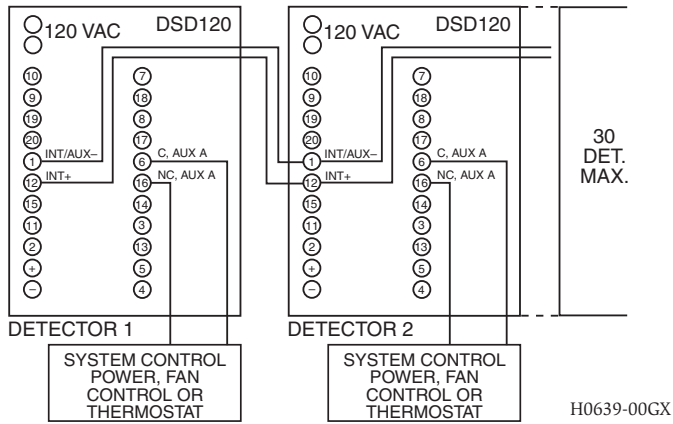 120 VAC DSD120
10 7
9 18
19 8
20 17
1 INT/AUX– 6 C, AUX A
12 INT+ 16 NC, AUX A
15 14
11 3
2 13
+ 5
– 4
DETECTOR 1
SYSTEM CONTROL
POWER, FAN
CONTROL OR
THERMOSTAT
120 VAC DSD120
10 7
9 18
19 8
20 17
1 INT/AUX– 6 C, AUX A
12 INT+ 16 NC, AUX A
15 14
11 3
2 13
+ 5
– 4
DETECTOR 2
SYSTEM CONTROL
POWER, FAN
CONTROL OR
THERMOSTAT
30
DET.
MAX.
H0639-00GX